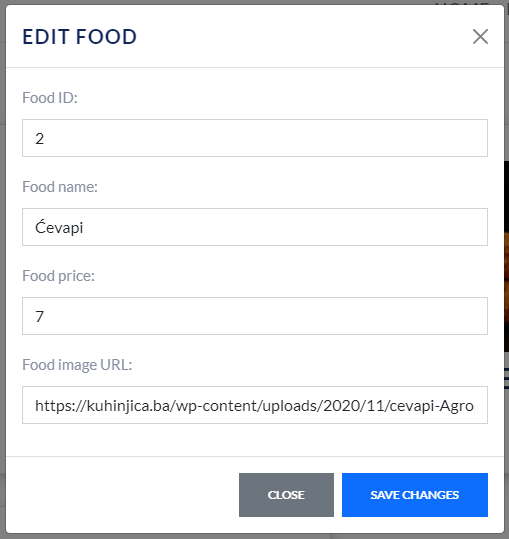 EDIT FOOD
Food ID:
2
Food name:
Ćevapi
Food price:
7
Food image URL:
https://kuhinjica.ba/wp-content/uploads/2020/11/cevapi-Agro
CLOSE
SAVE CHANGES